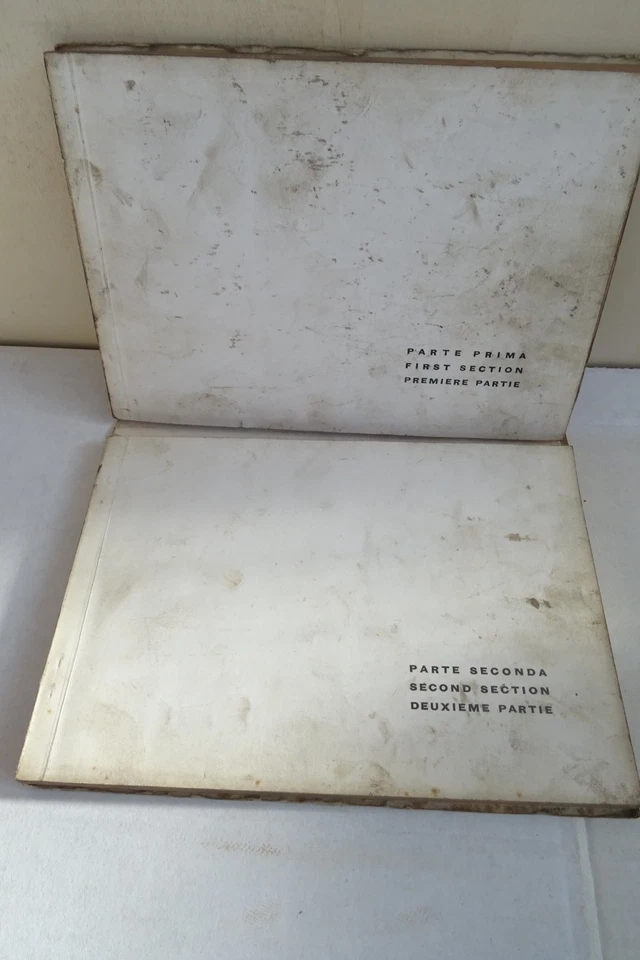 PARTE PRIMA
FIRST SECTION
PREMIERE PARTIE
PARTE SECONDA
SECOND SECTION
DEUXIEME PARTIE